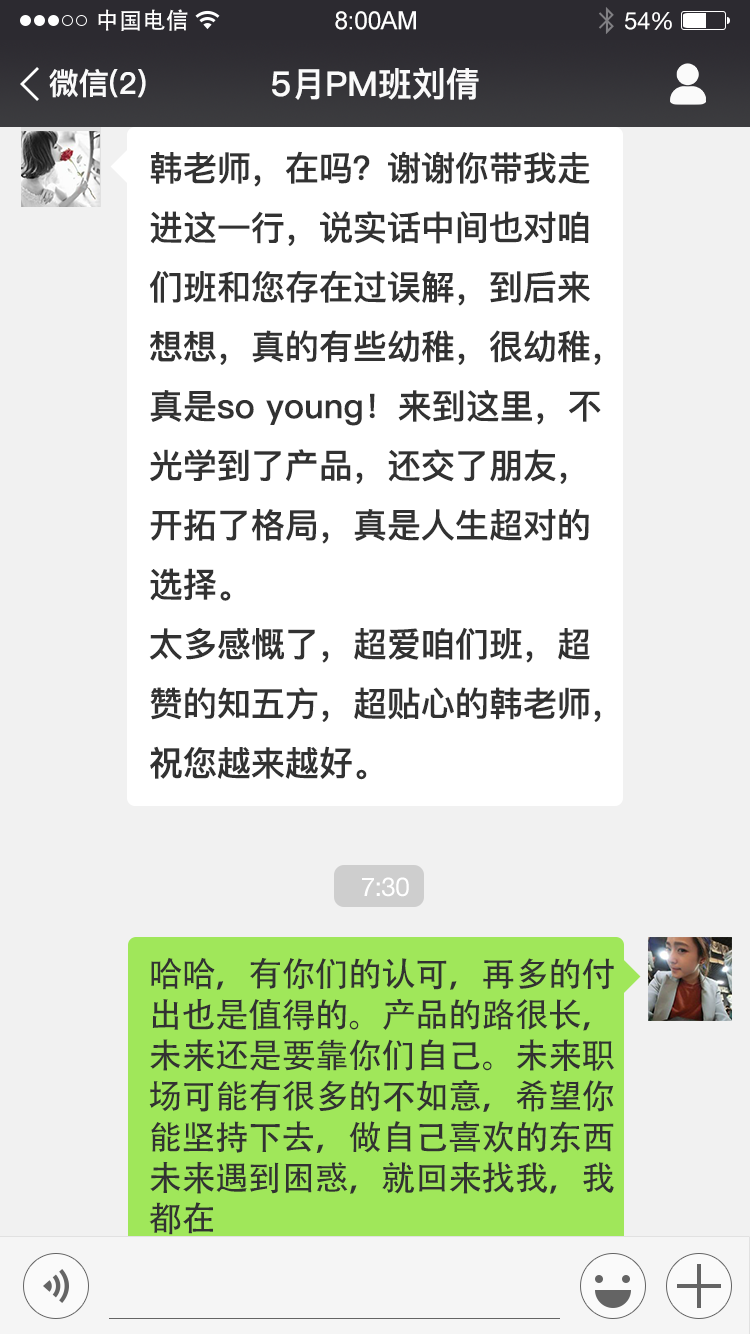 中国电信 8:00AM 54%
微信(2) 5月PM班刘倩
韩老师，在吗？谢谢你带我走
进这一行，说实话中间也对咱
们班和您存在过误解，到后来
想想，真的有些幼稚，很幼稚，
真是so young！来到这里，不
光学到了产品，还交了朋友，
开拓了格局，真是人生超对的
选择。
太多感慨了，超爱咱们班，超
赞的知五方，超贴心的韩老师，
祝您越来越好。
7:30
哈哈，有你们的认可，再多的付
出也是值得的。产品的路很长，
未来还是要靠你们自己。未来职
场可能有很多的不如意，希望你
能坚持下去，做自己喜欢的东西
未来遇到困惑，就回来找我，我
都在